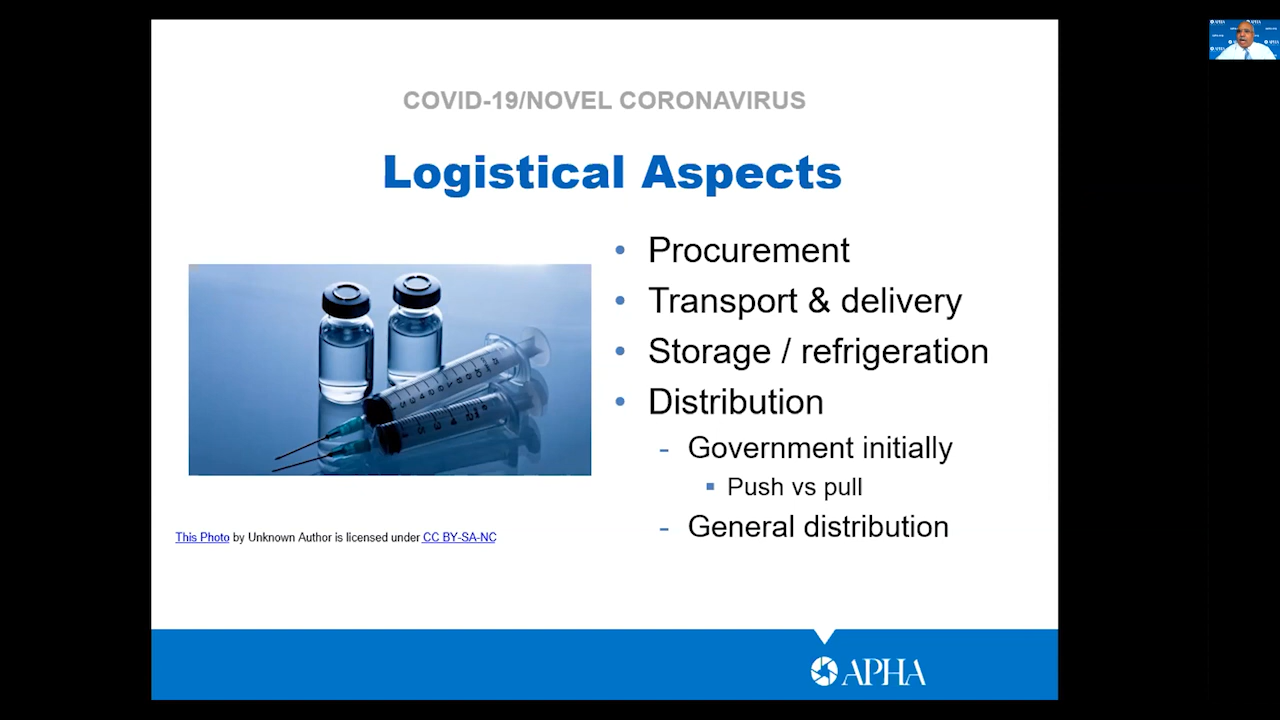 COVID-19/NOVEL CORONAVIRUS
Logistical Aspects
• Procurement
• Transport & delivery
• Storage / refrigeration
• Distribution
- Government initially
▪ Push vs pull
- General distribution
This Photo by Unknown Author is licensed under CC BY-SA-NC
APHA